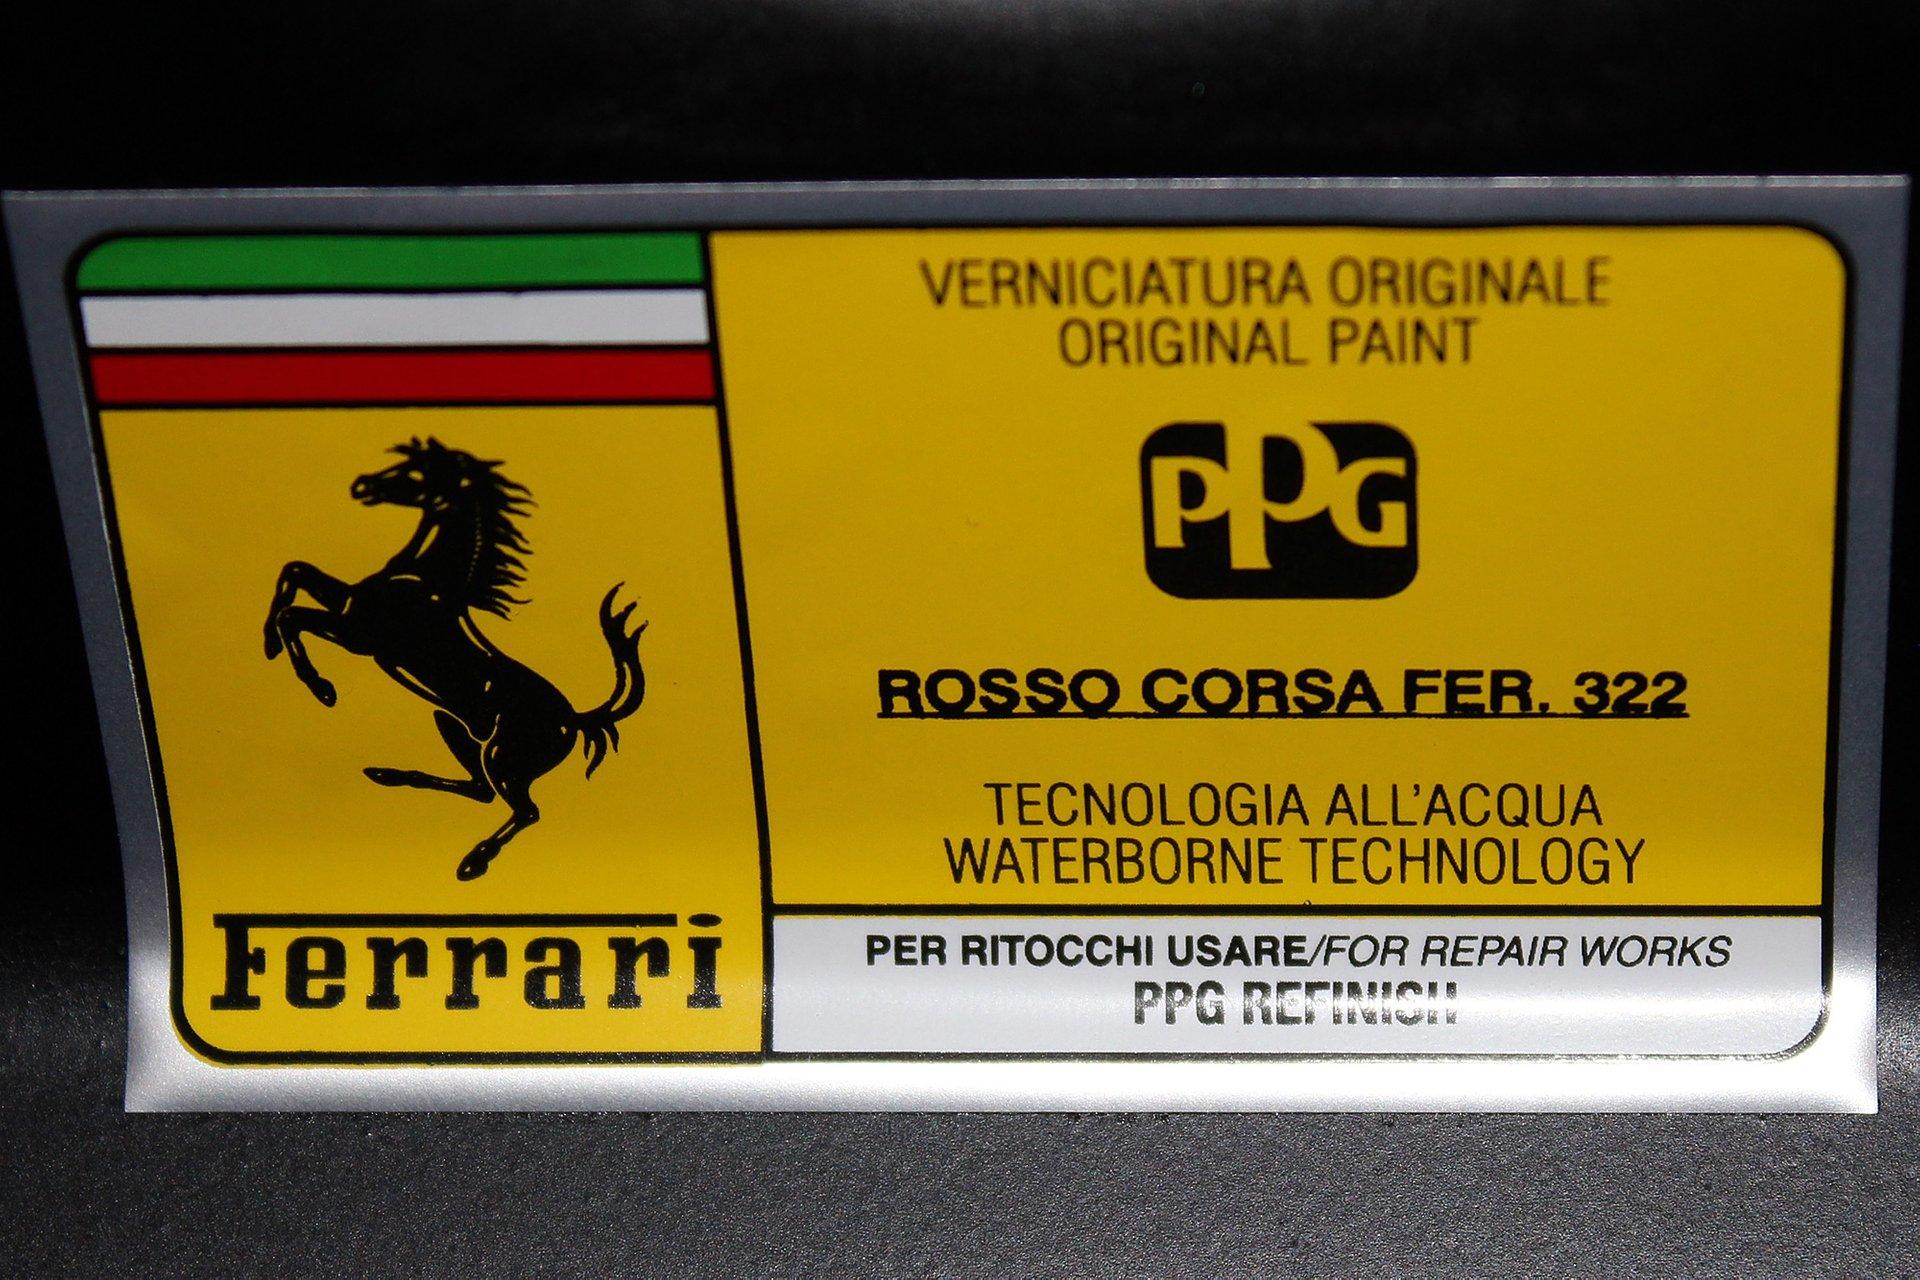 VERNICIATURA ORIGINALE
ORIGINAL PAINT
PPG
ROSSO CORSA FER. 322
TECNOLOGIA ALL'ACQUA
WATERBORNE TECHNOLOGY
Ferrari
PER RITOCCHI USARE/FOR REPAIR WORKS
PPG REFINISH